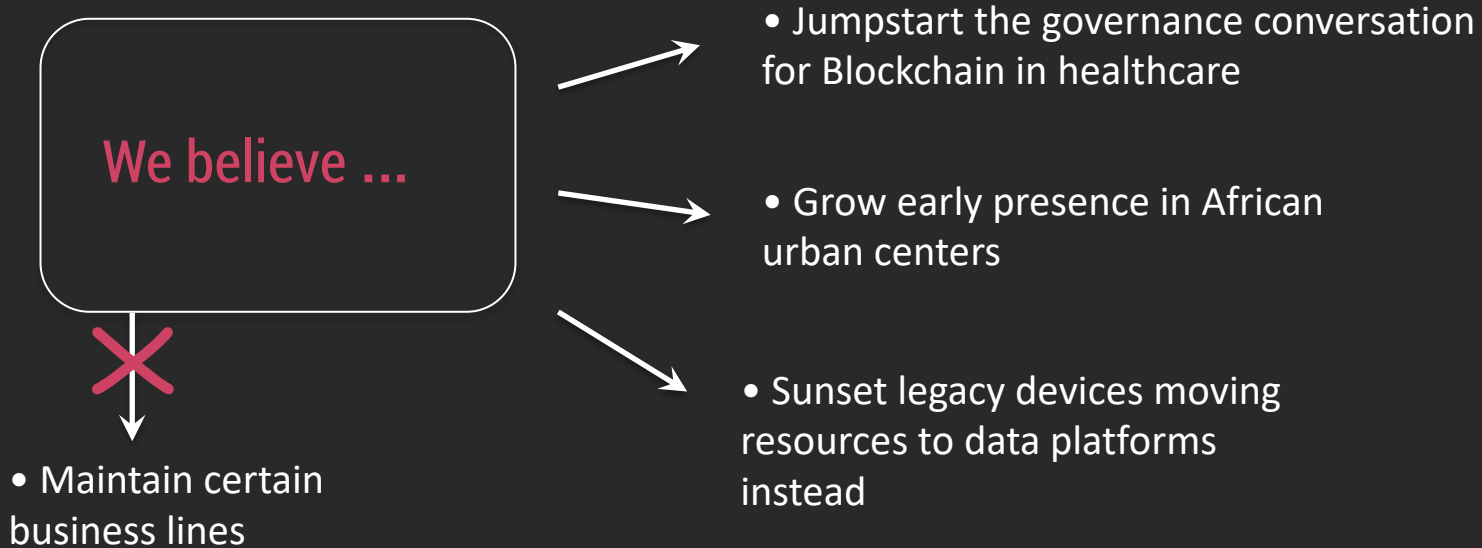 We believe ...
• Jumpstart the governance conversation
for Blockchain in healthcare
• Grow early presence in African
urban centers
• Sunset legacy devices moving
resources to data platforms
instead
• Maintain certain
business lines